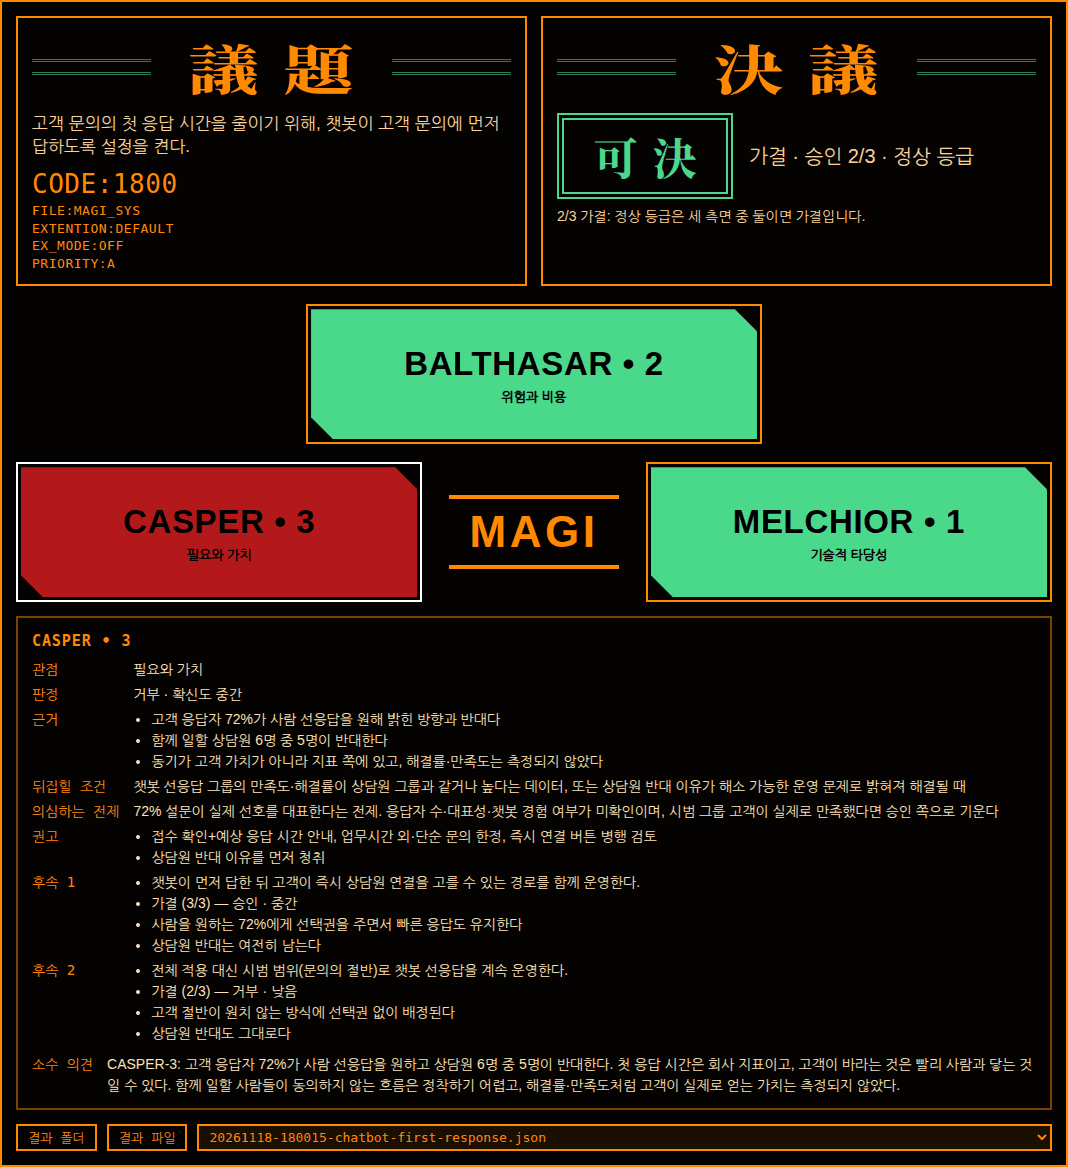 議題
고객 문의의 첫 응답 시간을 줄이기 위해, 챗봇이 고객 문의에 먼저
답하도록 설정을 켠다.
CODE:1800
FILE:MAGI_SYS
EXTENTION:DEFAULT
EX_MODE:OFF
PRIORITY:A
決議
可決
가결 · 승인 2/3 · 정상 등급
2/3 가결: 정상 등급은 세 측면 중 둘이면 가결입니다.
BALTHASAR • 2
위험과 비용
CASPER • 3
필요와 가치
MAGI
MELCHIOR • 1
기술적 타당성
CASPER • 3
관점 필요와 가치
판정 거부 · 확신도 중간
근거 • 고객 응답자 72%가 사람 선응답을 원해 밝힌 방향과 반대다
• 함께 일할 상담원 6명 중 5명이 반대한다
• 동기가 고객 가치가 아니라 지표 쪽에 있고, 해결률·만족도는 측정되지 않았다
뒤집힐 조건 챗봇 선응답 그룹의 만족도·해결률이 상담원 그룹과 같거나 높다는 데이터, 또는 상담원 반대 이유가 해소 가능한 운영 문제로 밝혀져 해결될 때
의심하는 전제 72% 설문이 실제 선호를 대표한다는 전제. 응답자 수·대표성·챗봇 경험 여부가 미확인이며, 시범 그룹 고객이 실제로 만족했다면 승인 쪽으로 기운다
권고 • 접수 확인+예상 응답 시간 안내, 업무시간 외·단순 문의 한정, 즉시 연결 버튼 병행 검토
• 상담원 반대 이유를 먼저 청취
후속 1 • 챗봇이 먼저 답한 뒤 고객이 즉시 상담원 연결을 고를 수 있는 경로를 함께 운영한다.
• 가결 (3/3) — 승인 · 중간
• 사람을 원하는 72%에게 선택권을 주면서 빠른 응답도 유지한다
• 상담원 반대는 여전히 남는다
후속 2 • 전체 적용 대신 시범 범위(문의의 절반)로 챗봇 선응답을 계속 운영한다.
• 가결 (2/3) — 거부 · 낮음
• 고객 절반이 원치 않는 방식에 선택권 없이 배정된다
• 상담원 반대도 그대로다
소수 의견 CASPER-3: 고객 응답자 72%가 사람 선응답을 원하고 상담원 6명 중 5명이 반대한다. 첫 응답 시간은 회사 지표이고, 고객이 바라는 것은 빨리 사람과 닿는 것
일 수 있다. 함께 일할 사람들이 동의하지 않는 흐름은 정착하기 어렵고, 해결률·만족도처럼 고객이 실제로 얻는 가치는 측정되지 않았다.
결과 폴더 결과 파일 20261118-180015-chatbot-first-response.json